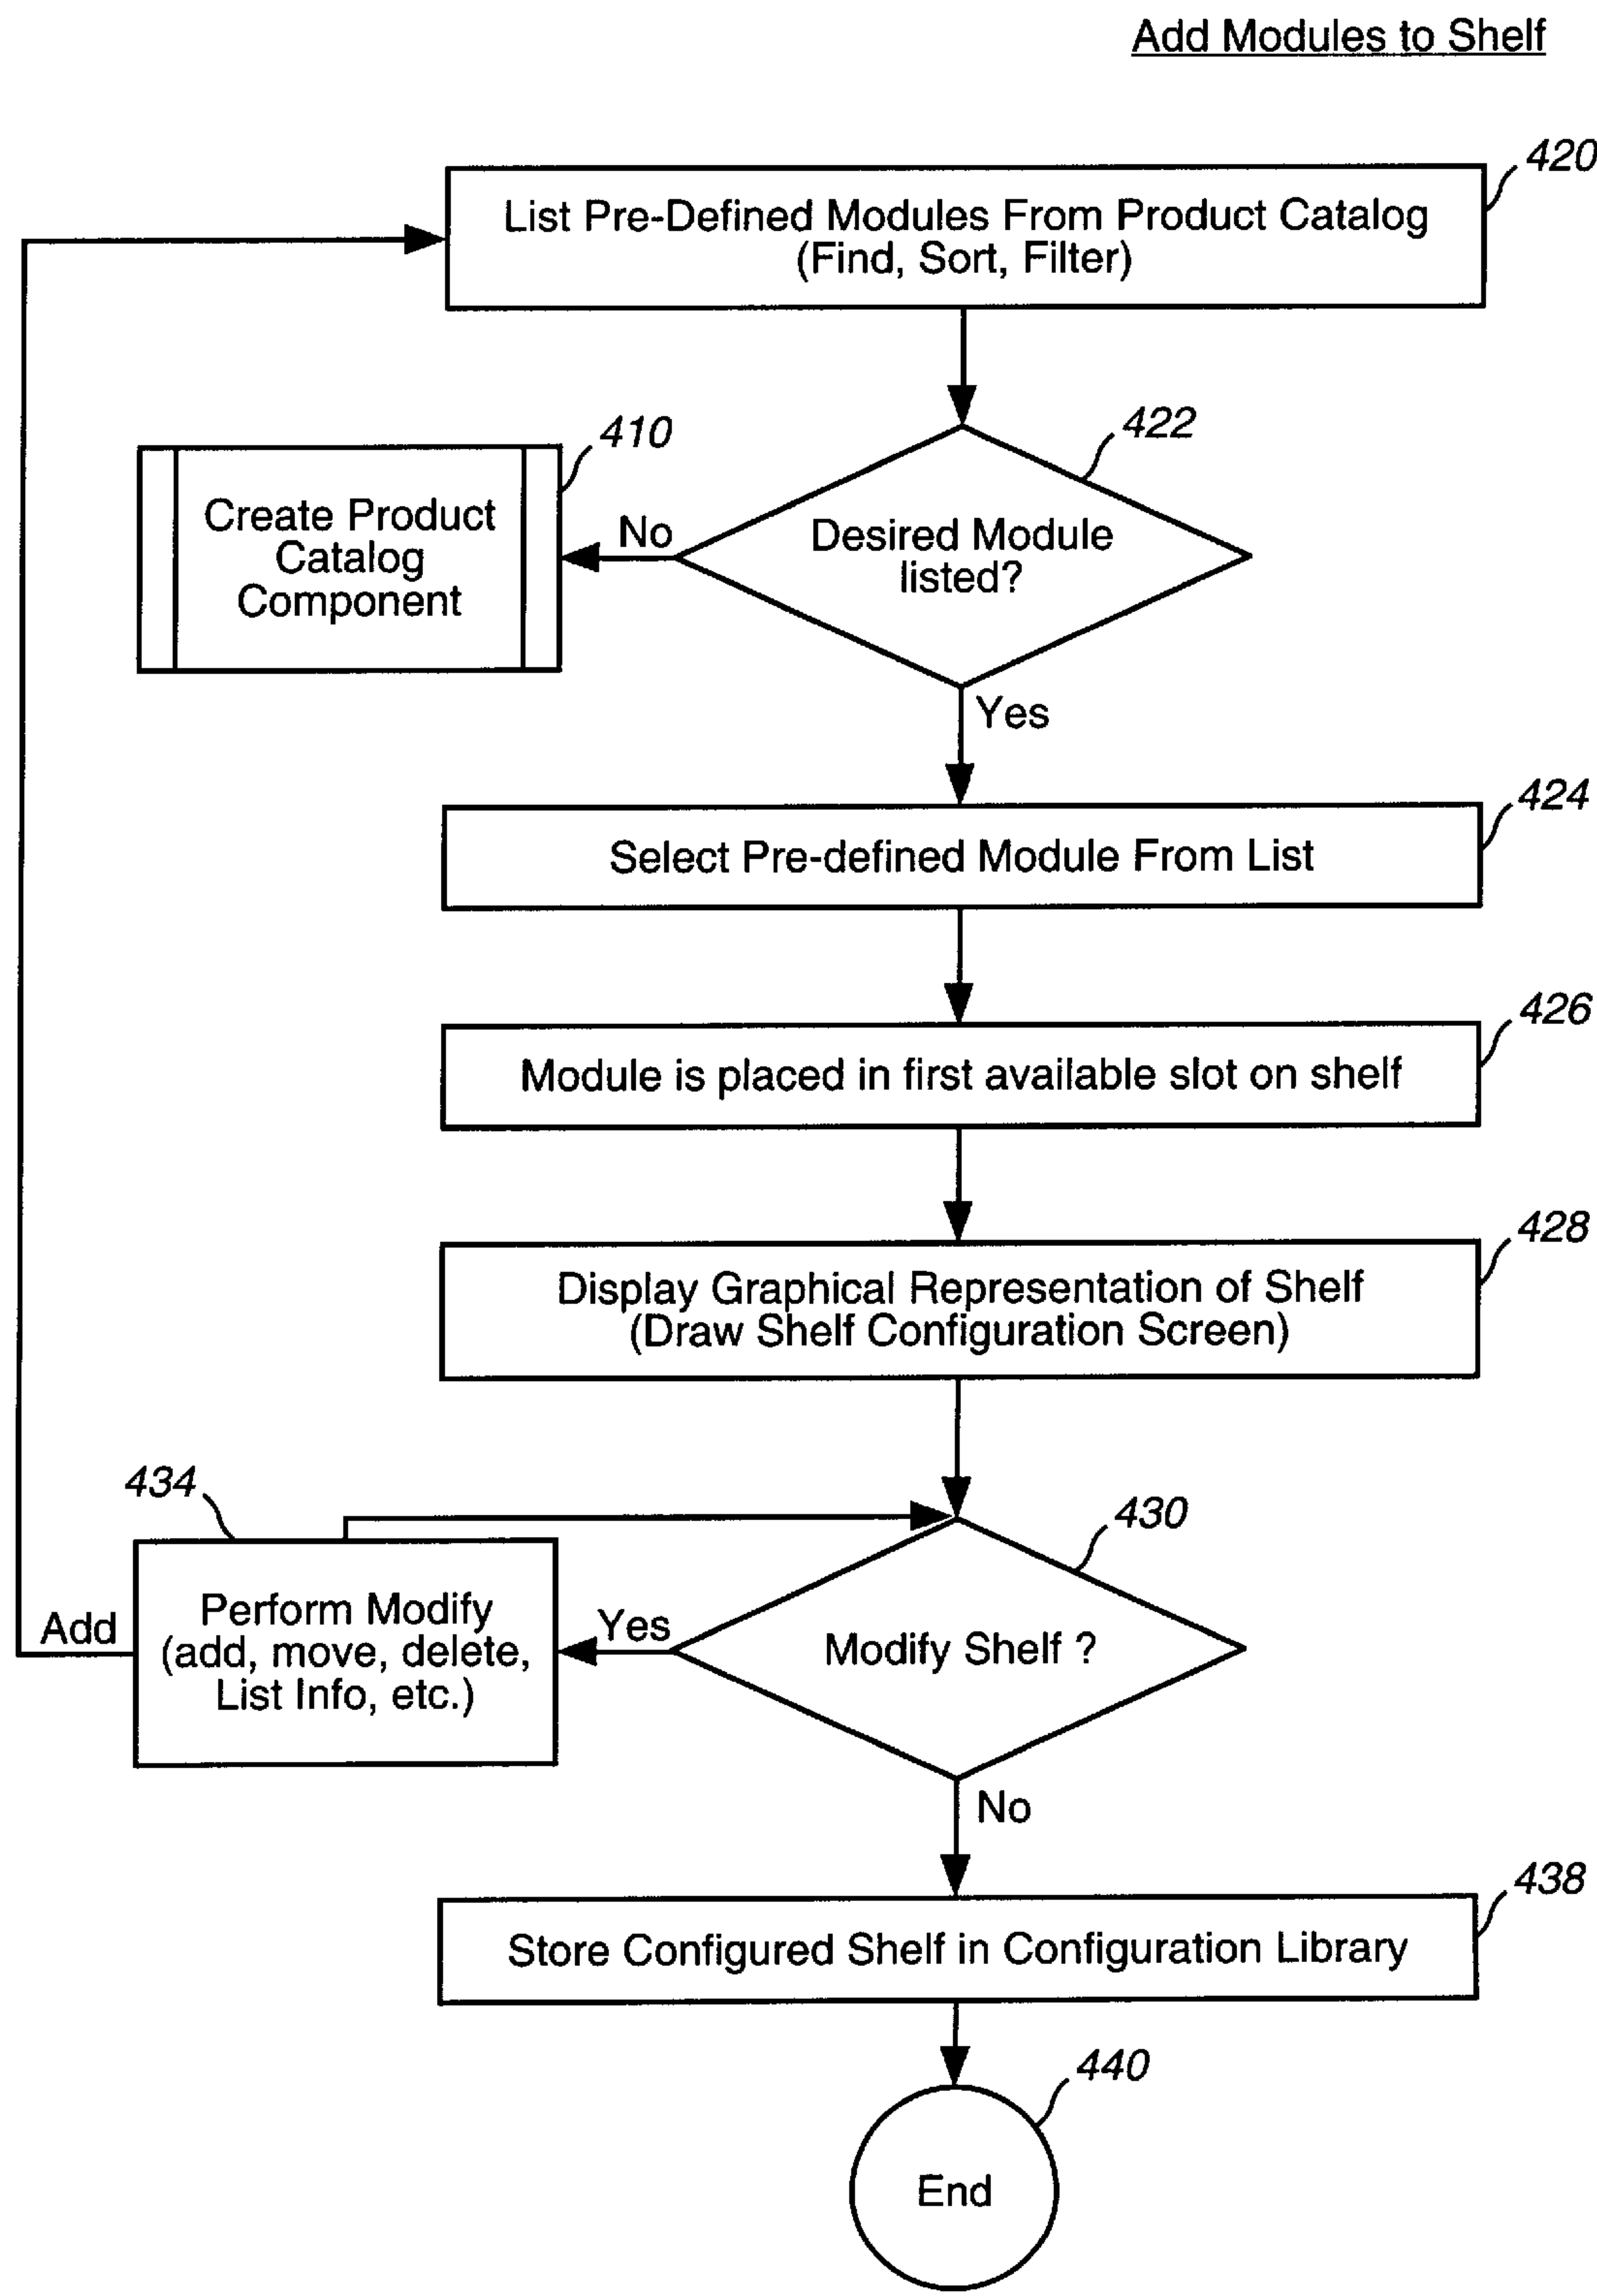 Add Modules to Shelf
420
List Pre-Defined Modules From Product Catalog
(Find, Sort, Filter)
410
422
Create Product
Catalog
Component
No
Desired Module
listed?
Yes
424
Select Pre-defined Module From List
426
Module is placed in first available slot on shelf
428
Display Graphical Representation of Shelf
(Draw Shelf Configuration Screen)
434
430
Add
Perform Modify
(add, move, delete,
List Info, etc.)
Yes
Modify Shelf ?
No
438
Store Configured Shelf in Configuration Library
440
End